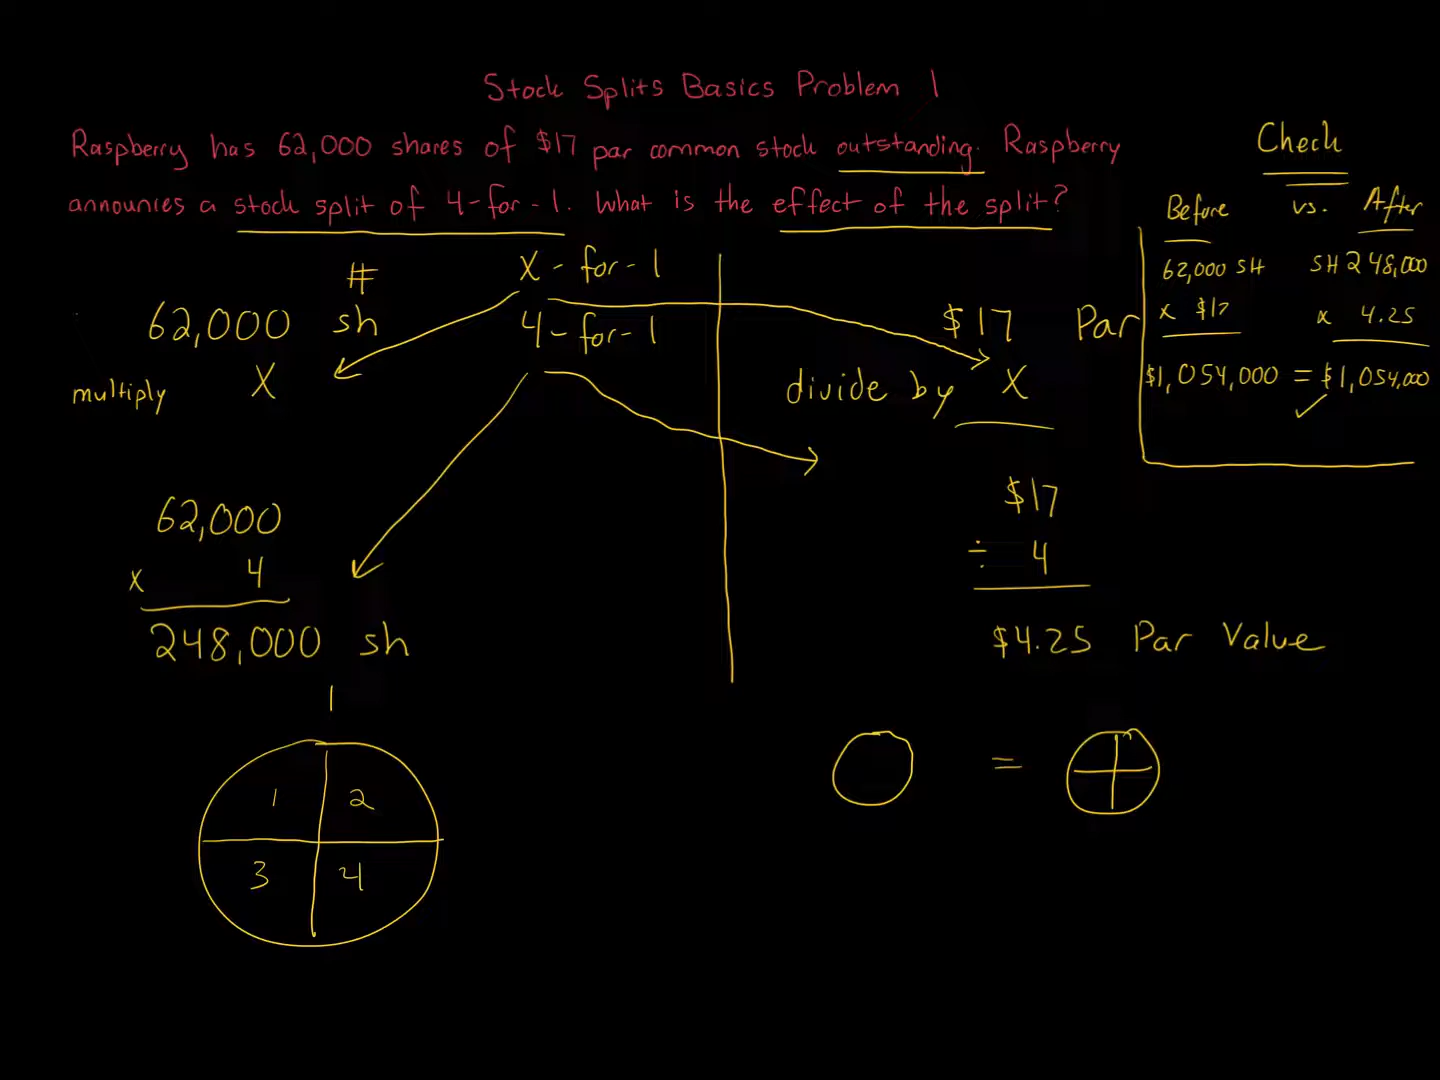 Stock Splits Basics Problem 1
Raspberry has 62,000 shares of $17 par common stock outstanding. Raspberry
announies a stock split of 4-for-1. What is the effect of the split?
#
62,000 sh
multiply X
X-for-1
4-for-1
$17 Par
divide by X
62,000
x 4
248,000 sh
$17
÷ 4
$4.25 Par Value
Check
Before vs. After
62,000 SH SH 248,000
x $17 x 4.25
$1,054,000 = $1,054,000
1
1 2
3 4
=